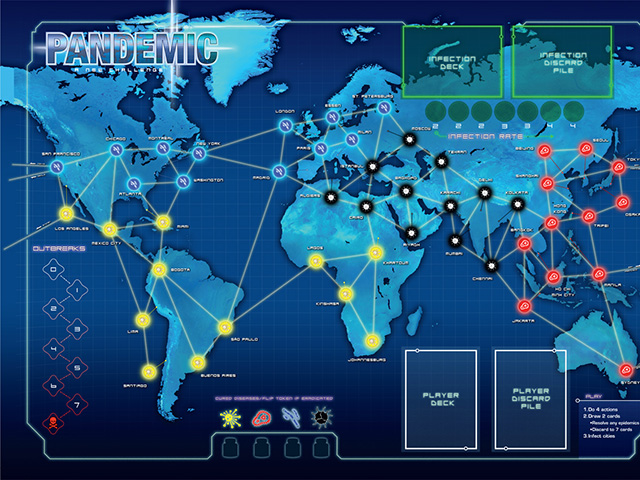 PANDEMIC
A NEW CHALLENGE
INFECTION
DECK
INFECTION
DISCARD
PILE
2 2 2 3 3 4 4
INFECTION RATE
ST. PETERSBURG
ESSEN
LONDON
MOSCOW
CHICAGO
MONTREAL
NEW YORK
SAN FRANCISCO
PARIS
MILAN
MADRID
ISTANBUL
TEHRAN
BEIJING
SEOUL
TOKYO
ATLANTA
WASHINGTON
ALGIERS
BAGHDAD
KARACHI
DELHI
KOLKATA
SHANGHAI
CAIRO
RIYADH
MUMBAI
CHENNAI
HONG
KONG
TAIPEI
OSAKA
LOS ANGELES
MEXICO CITY
MIAMI
BANGKOK
OUTBREAKS
0
1
2
3
4
5
6
7
BOGOTA
LAGOS
KHARTOUM
KINSHASA
HO CHI
MINH CITY
MANILA
JAKARTA
LIMA
SÃO PAULO
SANTIAGO
BUENOS AIRES
JOHANNESBURG
SYDNEY
CURED DISEASES/FLIP TOKEN IF ERADICATED
PLAYER
DECK
PLAYER
DISCARD
PILE
PLAY
1. Do 4 actions
2. Draw 2 cards
•Resolve any epidemics
•Discard to 7 cards
3. Infect cities